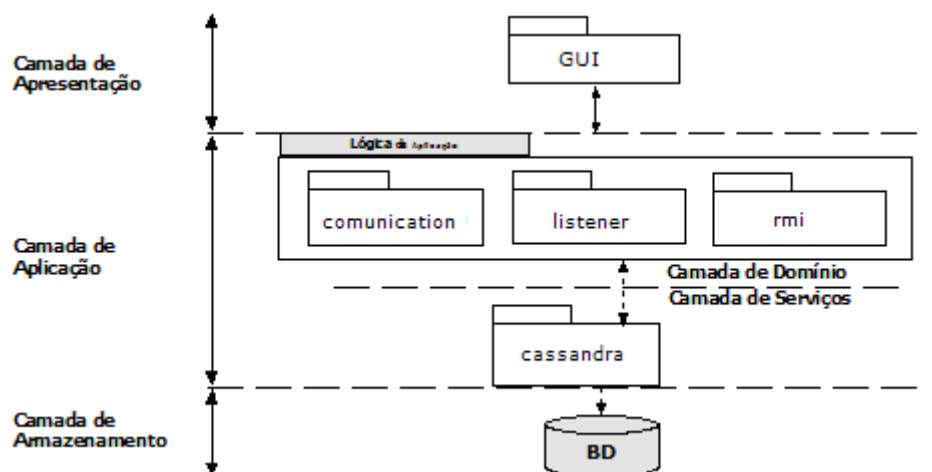 Camada de
Apresentação
GUI
Lógica de Aplicação
comunication
listener
rmi
Camada de
Aplicação
Camada de Domínio
Camada de Serviços
cassandra
Camada de
Armazenamento
BD